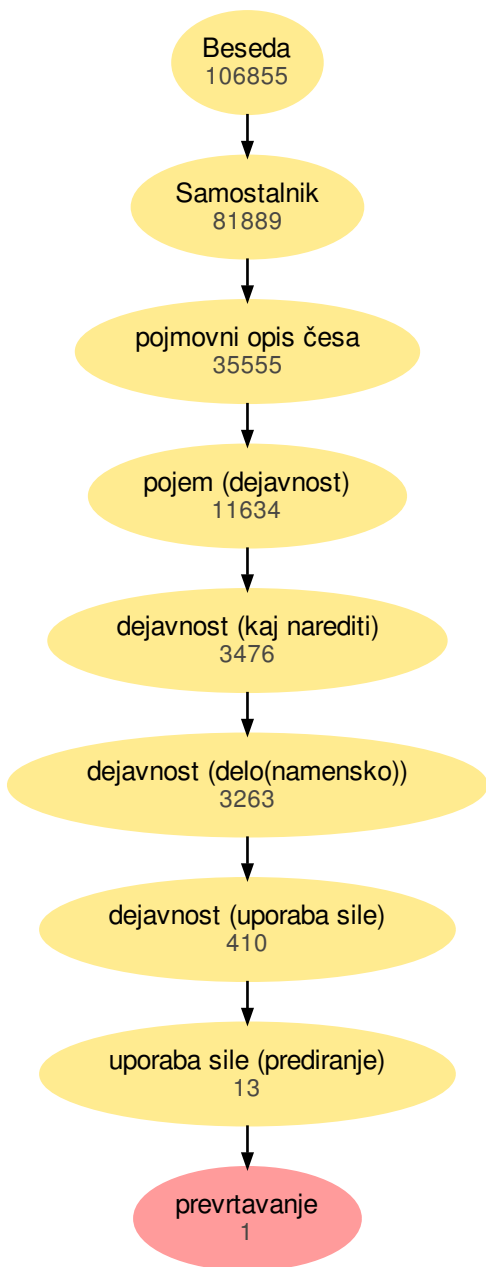 Beseda
106855
Samostalnik
81889
pojmovni opis česa
35555
pojem (dejavnost)
11634
dejavnost (kaj narediti)
3476
dejavnost (delo(namensko))
3263
dejavnost (uporaba sile)
410
uporaba sile (prediranje)
13
prevrtavanje
1